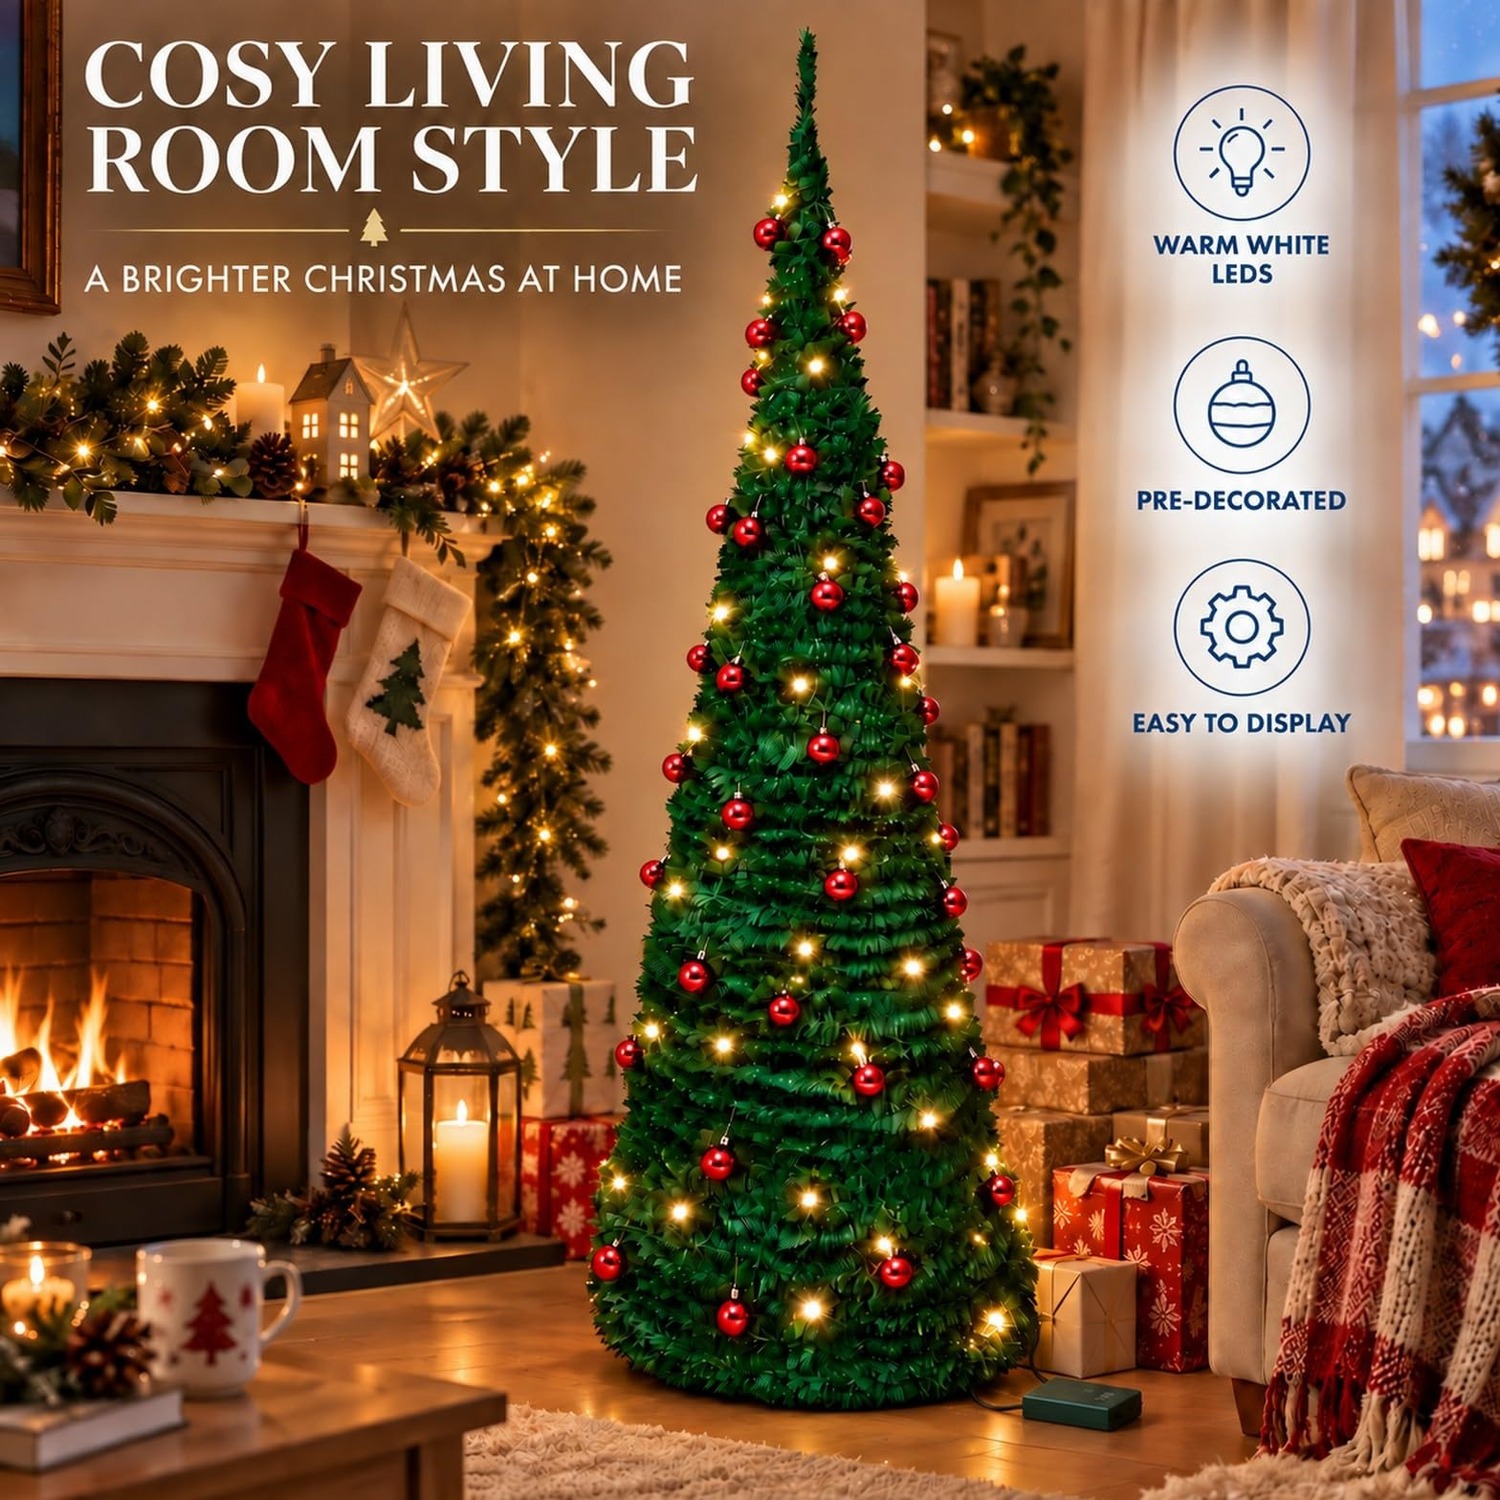 COSY LIVING
ROOM STYLE
A BRIGHTER CHRISTMAS AT HOME
WARM WHITE
LEDS
PRE-DECORATED
EASY TO DISPLAY